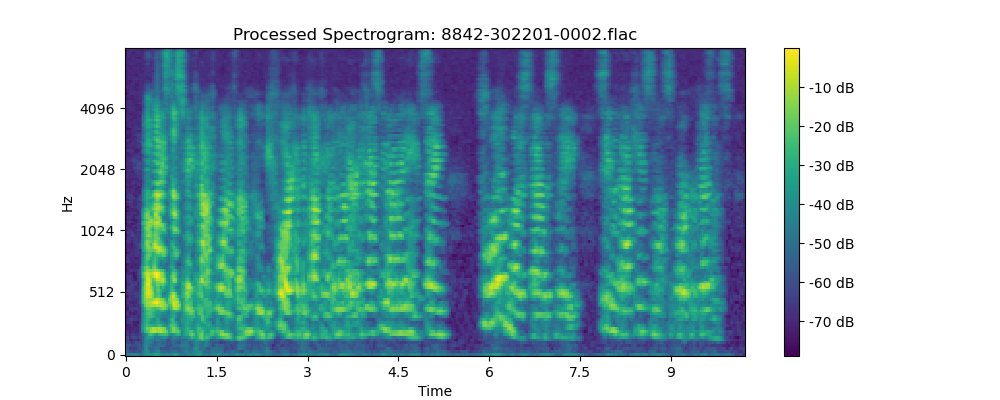 Processed Spectrogram: 8842-302201-0002.flac
Hz
4096
2048
1024
512
0
0 1.5 3 4.5 6 7.5 9
Time
-10 dB
-20 dB
-30 dB
-40 dB
-50 dB
-60 dB
-70 dB